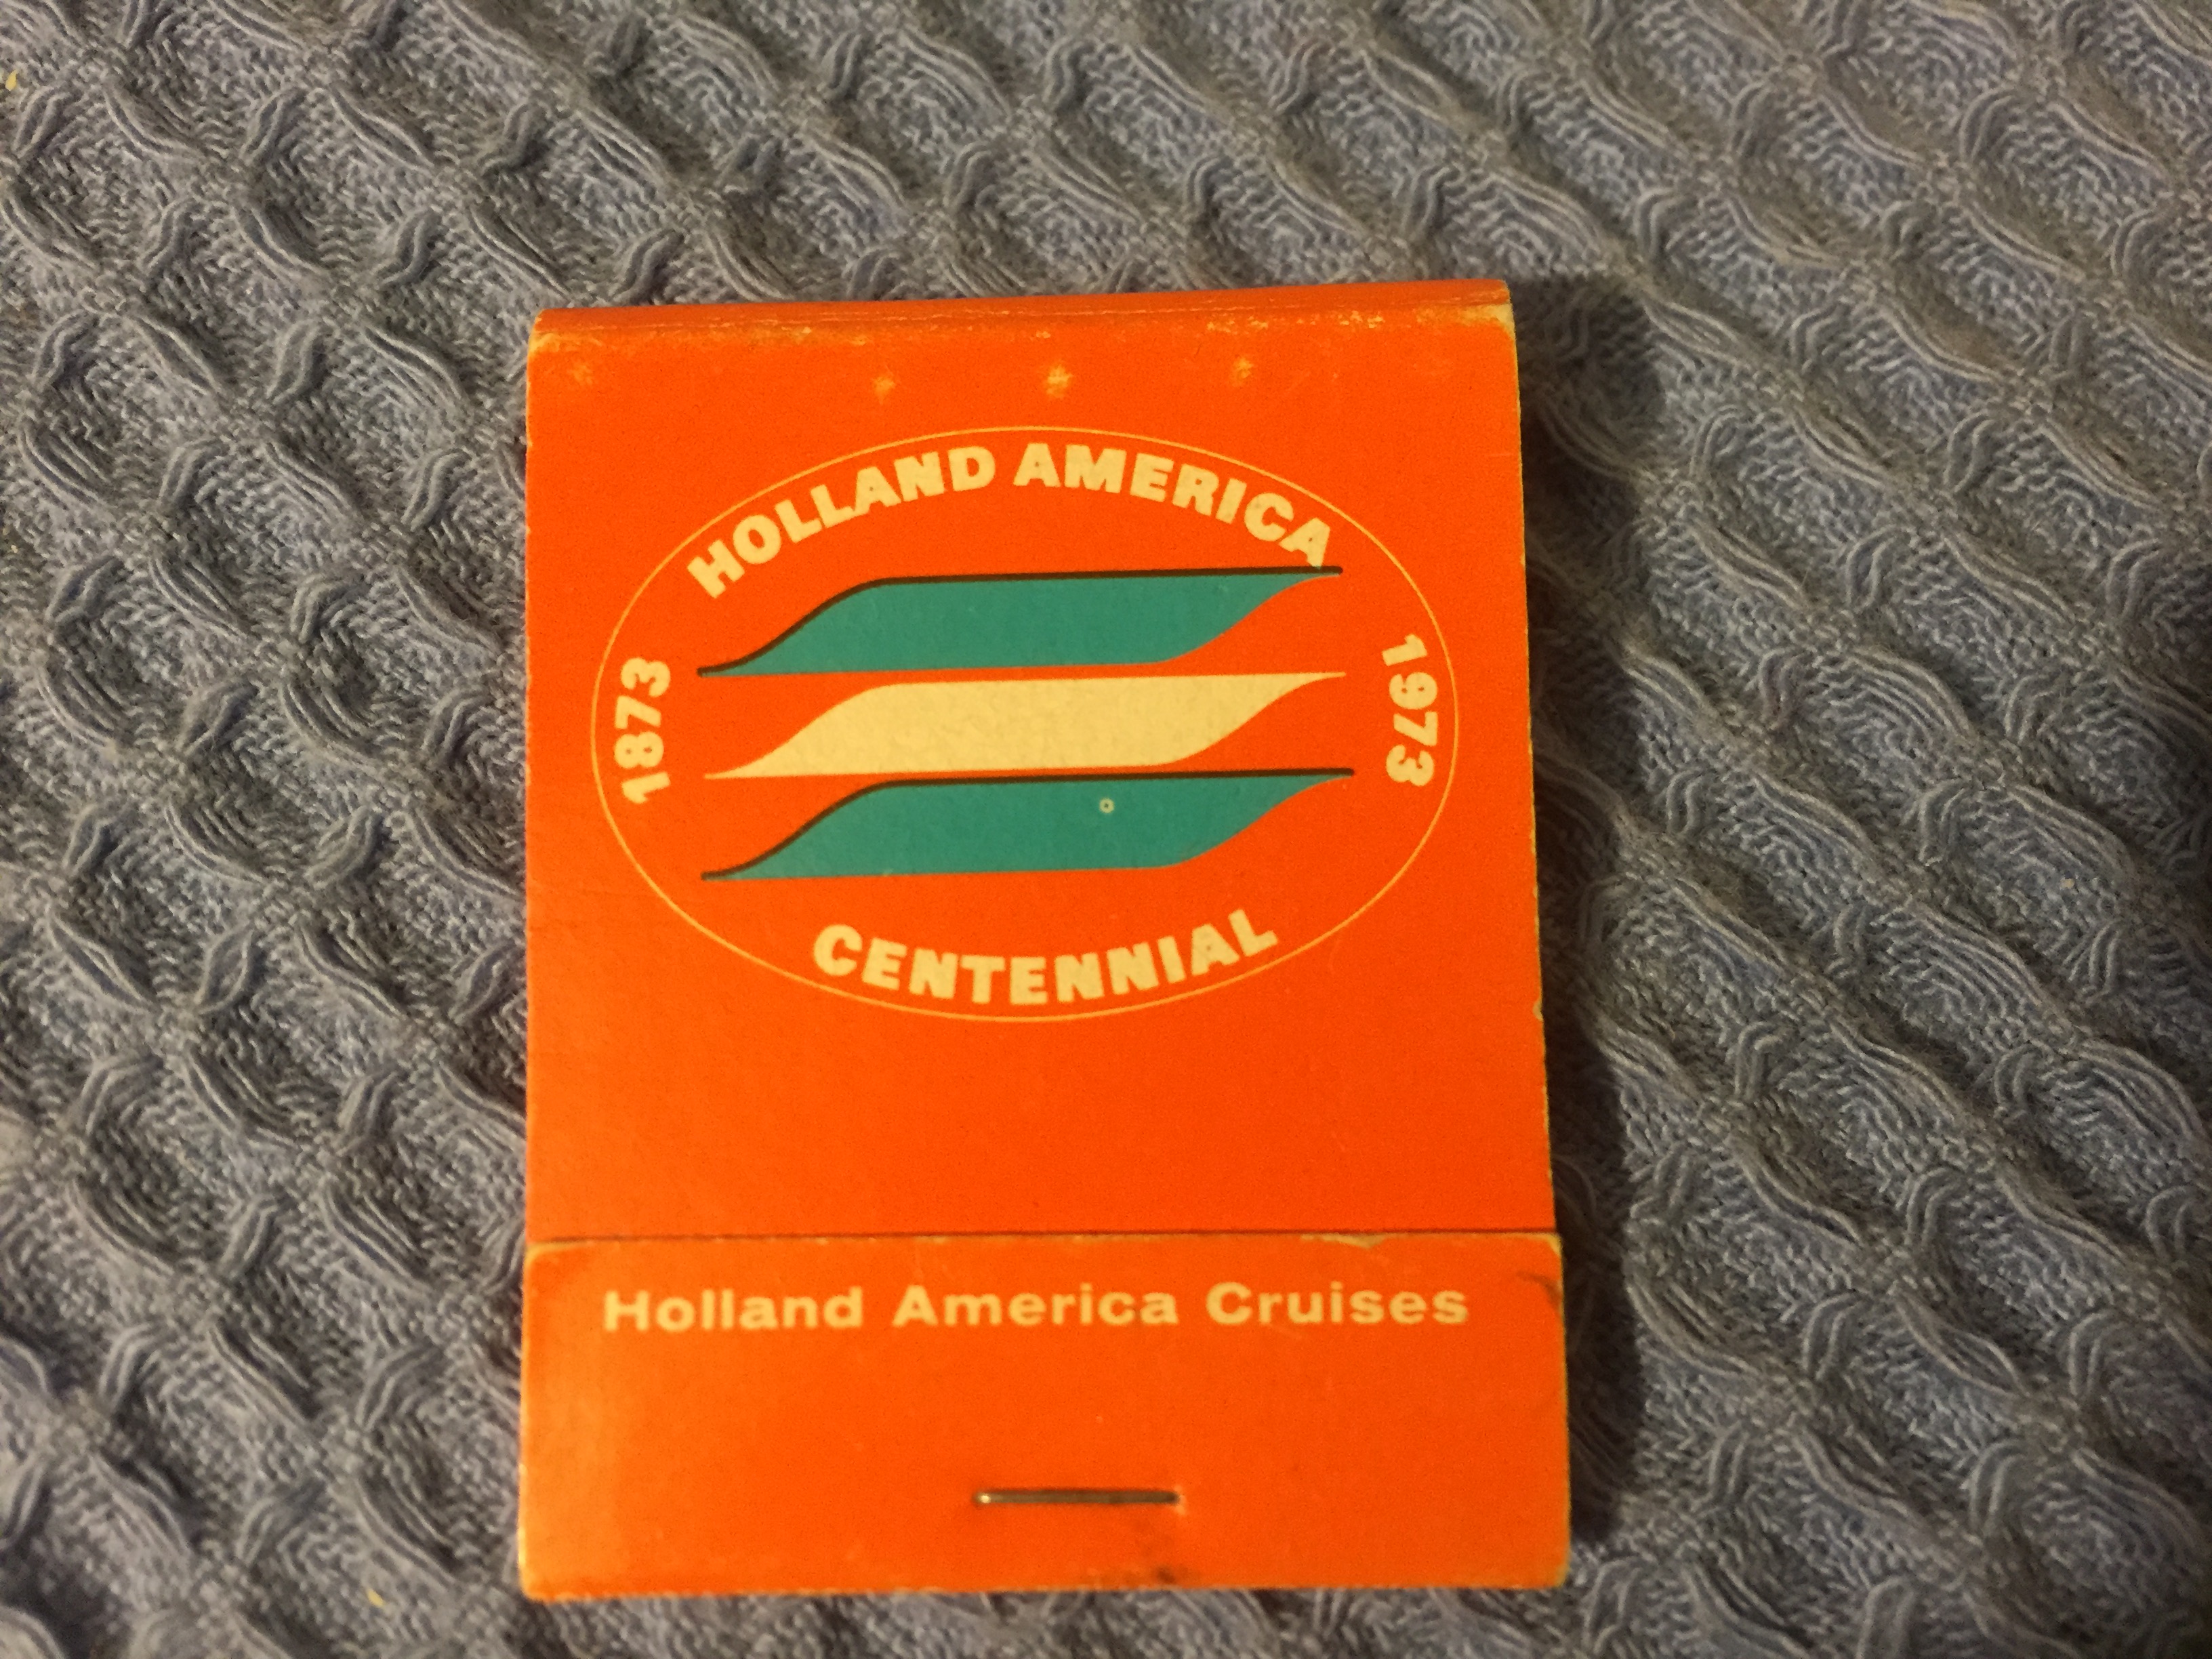 HOLLAND AMERICA
1873
1973
CENTENNIAL
Holland America Cruises